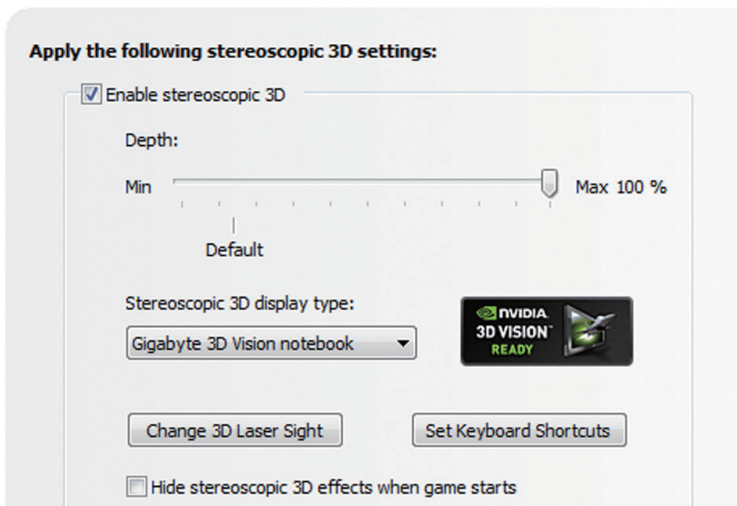 Apply the following stereoscopic 3D settings:
Enable stereoscopic 3D
Depth:
Min
Max 100 %
Default
Stereoscopic 3D display type:
Gigabyte 3D Vision notebook
NVIDIA.
3D VISION™
READY
Change 3D Laser Sight
Set Keyboard Shortcuts
Hide stereoscopic 3D effects when game starts